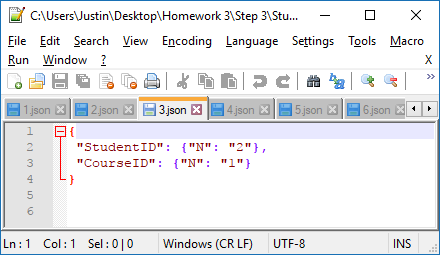 C:\Users\Justin\Desktop\Homework 3\Step 3\Stu...
File Edit Search View Encoding Language Settings Tools Macro
Run Window ? X
1.json 2.json 3.json 4.json 5.json 6.json
1 {
2 "StudentID": {"N": "2"},
3 "CourseID": {"N": "1"}
4 }
5
6
Ln : 1 Col : 1 Sel : 0 | 0 Windows (CR LF) UTF-8 INS